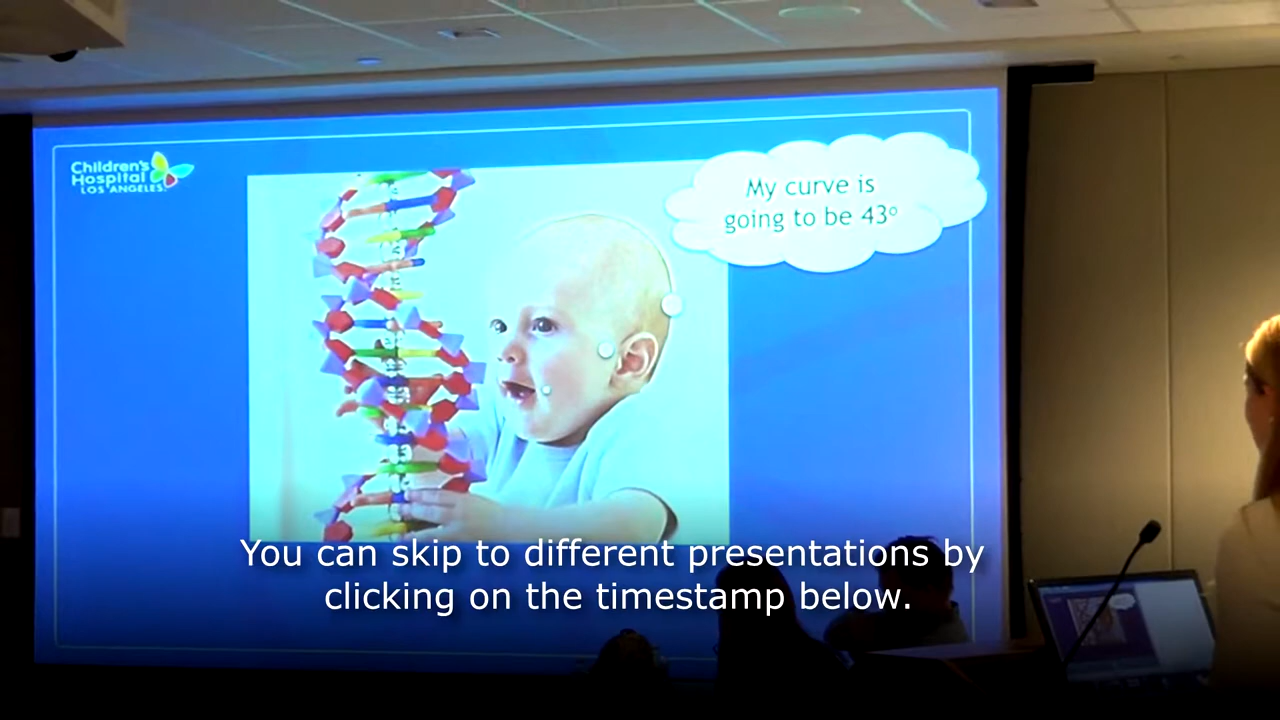 Children's
Hospital
LOS ANGELES
My curve is
going to be 43º
You can skip to different presentations by
clicking on the timestamp below.